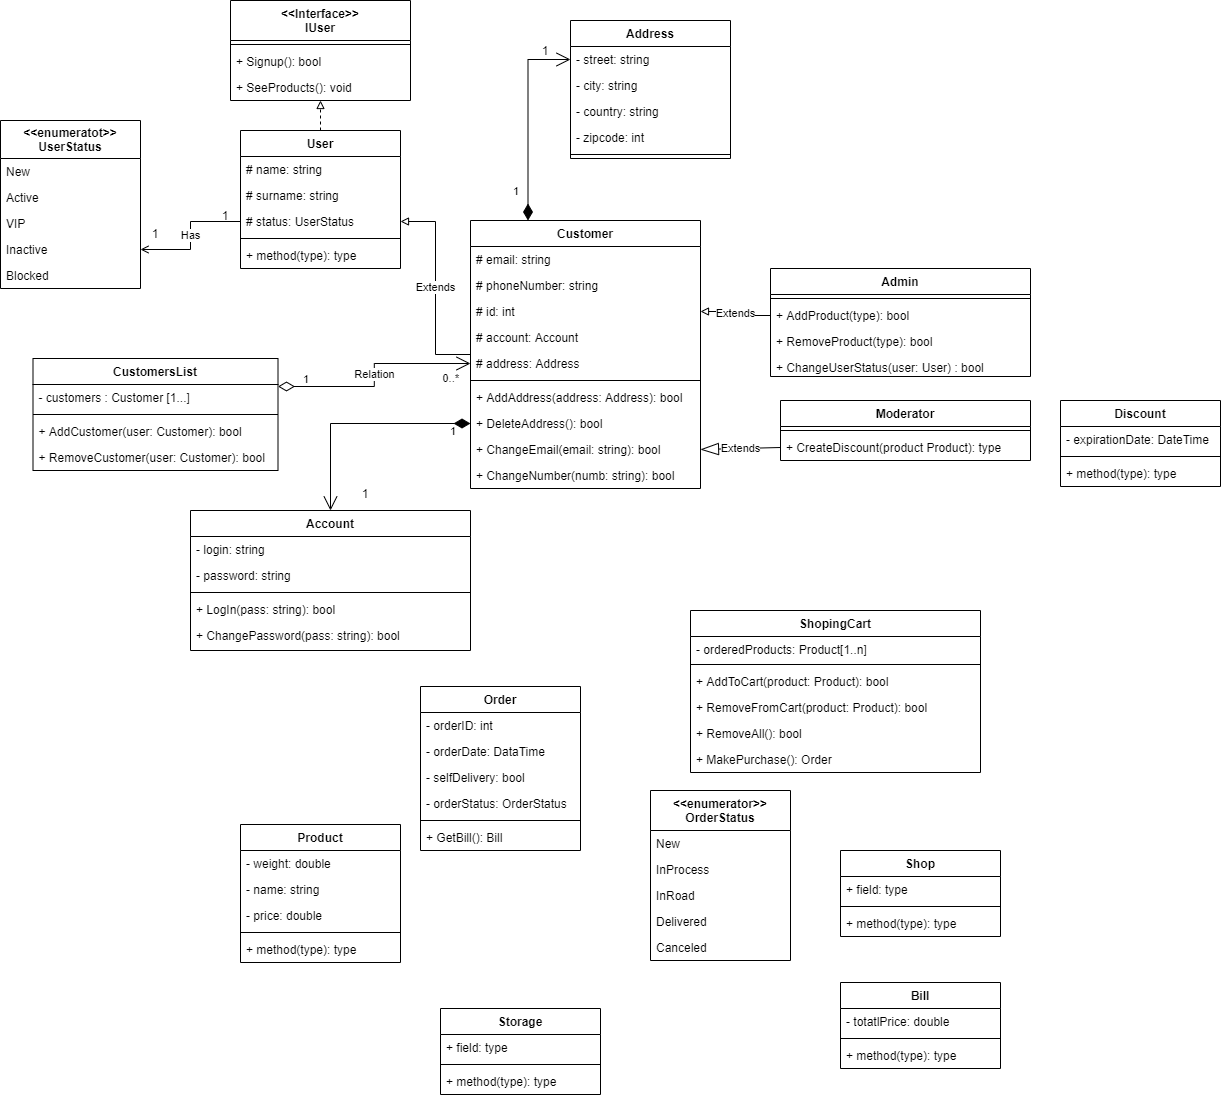 <<Interface>>
IUser
+ Signup(): bool
+ SeeProducts(): void
Address
- street: string
- city: string
- country: string
- zipcode: int
1
1
<<enumeratot>>
UserStatus
New
Active
VIP
Inactive
Blocked
User
# name: string
# surname: string
# status: UserStatus
+ method(type): type
1
Has
1
Extends
Customer
# email: string
# phoneNumber: string
# id: int
# account: Account
# address: Address
+ AddAddress(address: Address): bool
+ DeleteAddress(): bool
+ ChangeEmail(email: string): bool
+ ChangeNumber(numb: string): bool
Admin
+ AddProduct(type): bool
+ RemoveProduct(type): bool
+ ChangeUserStatus(user: User) : bool
Extends
CustomersList
- customers : Customer [1...]
+ AddCustomer(user: Customer): bool
+ RemoveCustomer(user: Customer): bool
1
Relation
0..*
Moderator
+ CreateDiscount(product Product): type
Extends
Discount
- expirationDate: DateTime
+ method(type): type
1
1
Account
- login: string
- password: string
+ LogIn(pass: string): bool
+ ChangePassword(pass: string): bool
ShopingCart
- orderedProducts: Product[1..n]
+ AddToCart(product: Product): bool
+ RemoveFromCart(product: Product): bool
+ RemoveAll(): bool
+ MakePurchase(): Order
Order
- orderID: int
- orderDate: DataTime
- selfDelivery: bool
- orderStatus: OrderStatus
+ GetBill(): Bill
<<enumerator>>
OrderStatus
New
InProcess
InRoad
Delivered
Canceled
Product
- weight: double
- name: string
- price: double
+ method(type): type
Shop
+ field: type
+ method(type): type
Bill
- totatlPrice: double
+ method(type): type
Storage
+ field: type
+ method(type): type